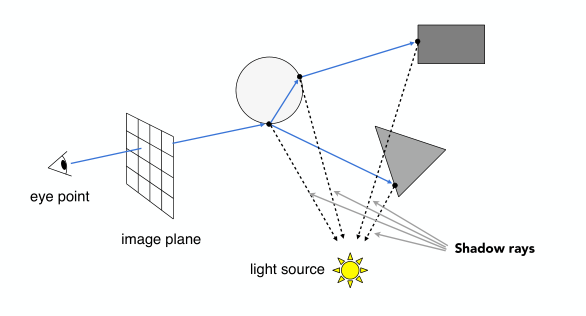 eye point
image plane
light source
Shadow rays